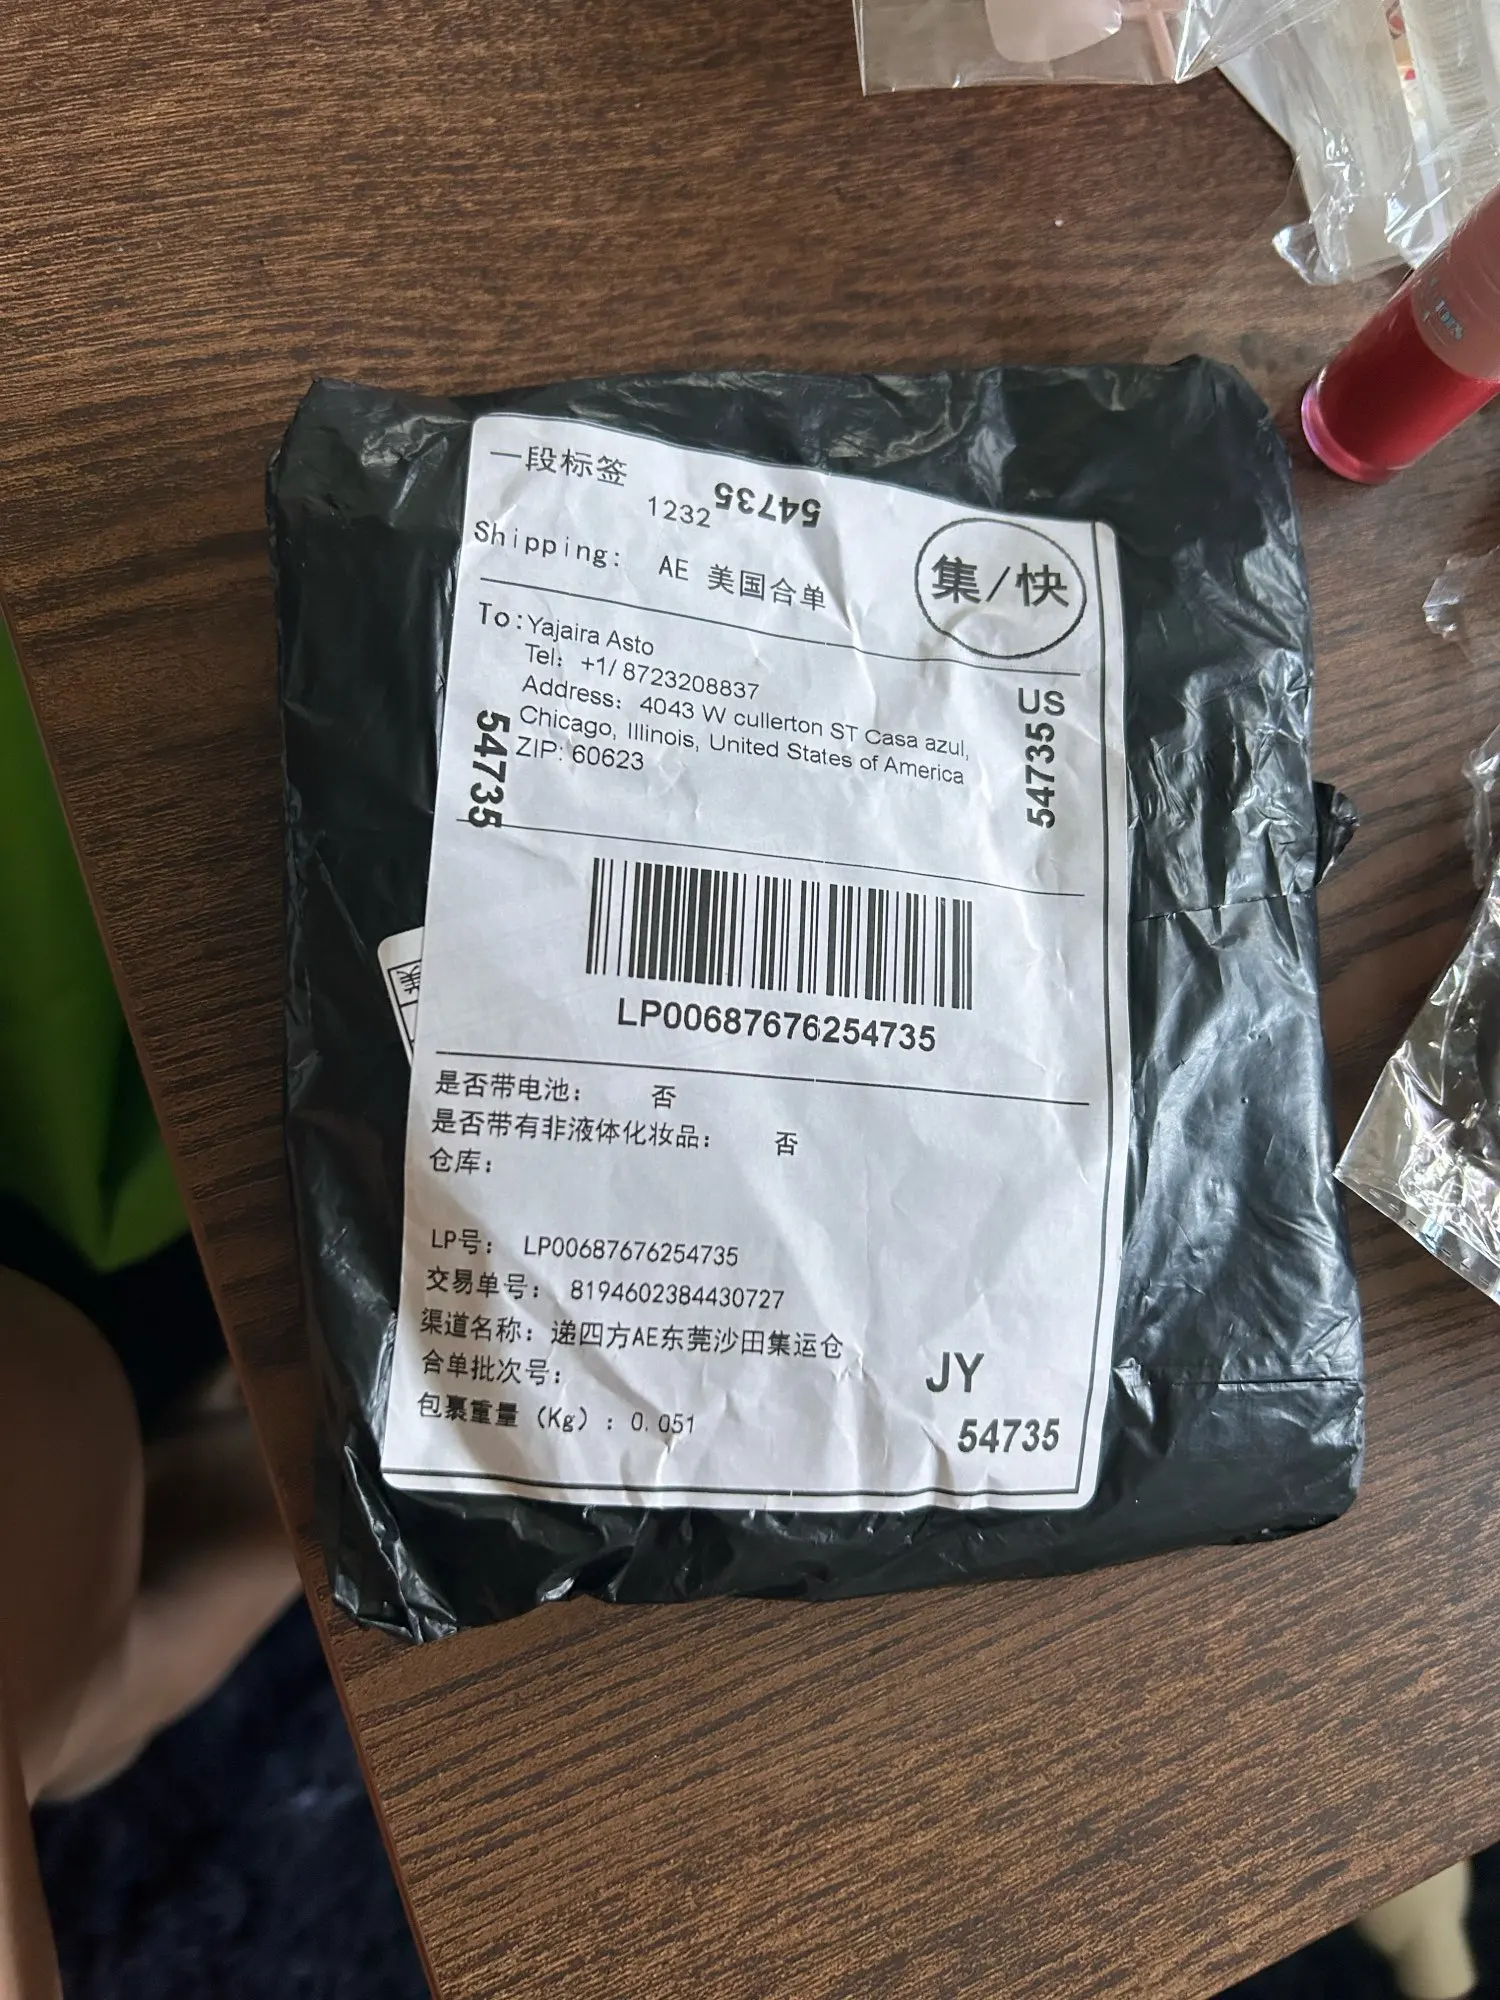 一段标签
1232 54735
Shipping: AE 美国合单
集/快
To: Yajaira Asto
Tel: +1/ 8723208837
Address: 4043 W cullerton ST Casa azul,
Chicago, Illinois, United States of America
ZIP: 60623
US
54735
54735
LP00687676254735
是否带电池： 否
是否带有非液体化妆品： 否
仓库：
LP号： LP00687676254735
交易单号： 8194602384430727
渠道名称：递四方AE东莞沙田集运仓
合单批次号：
包裹重量（Kg）：0.051
JY
54735
美